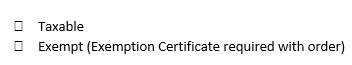 ☐ Taxable
☐ Exempt (Exemption Certificate required with order)